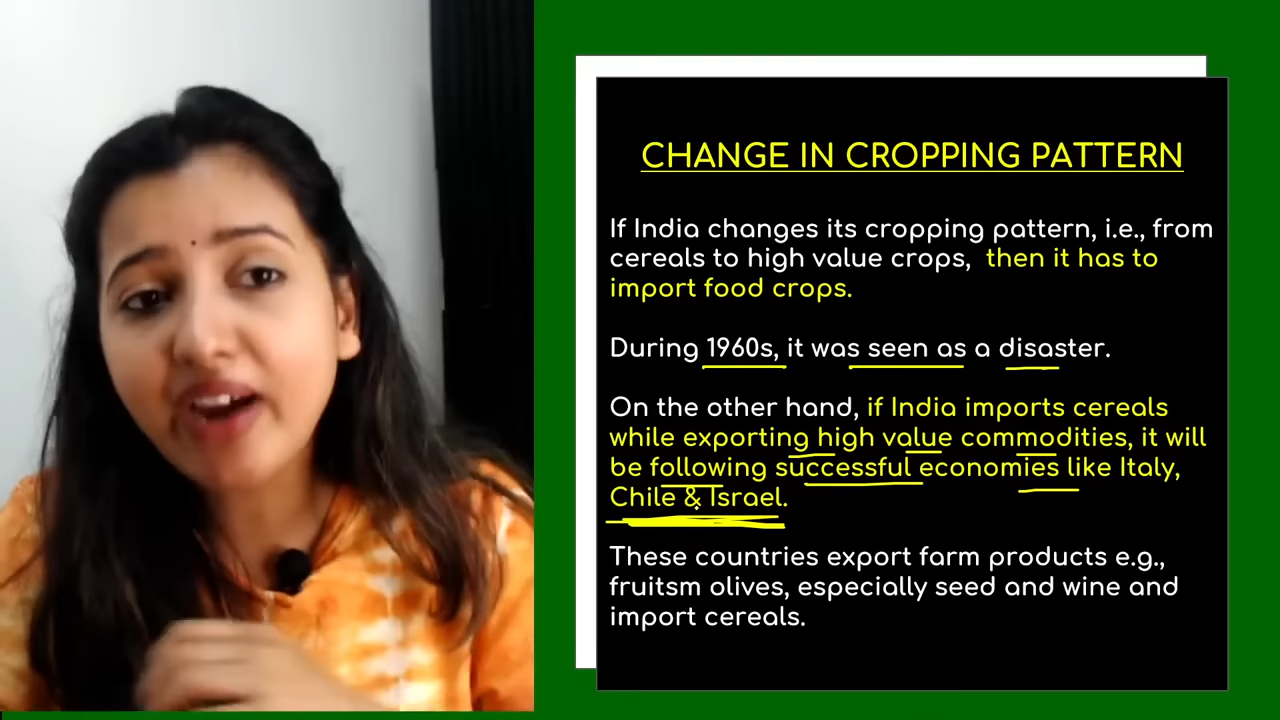 CHANGE IN CROPPING PATTERN
If India changes its cropping pattern, i.e., from
cereals to high value crops, then it has to
import food crops.
During 1960s, it was seen as a disaster.
On the other hand, if India imports cereals
while exporting high value commodities, it will
be following successful economies like Italy,
Chile & Israel.
These countries export farm products e.g.,
fruitsm olives, especially seed and wine and
import cereals.